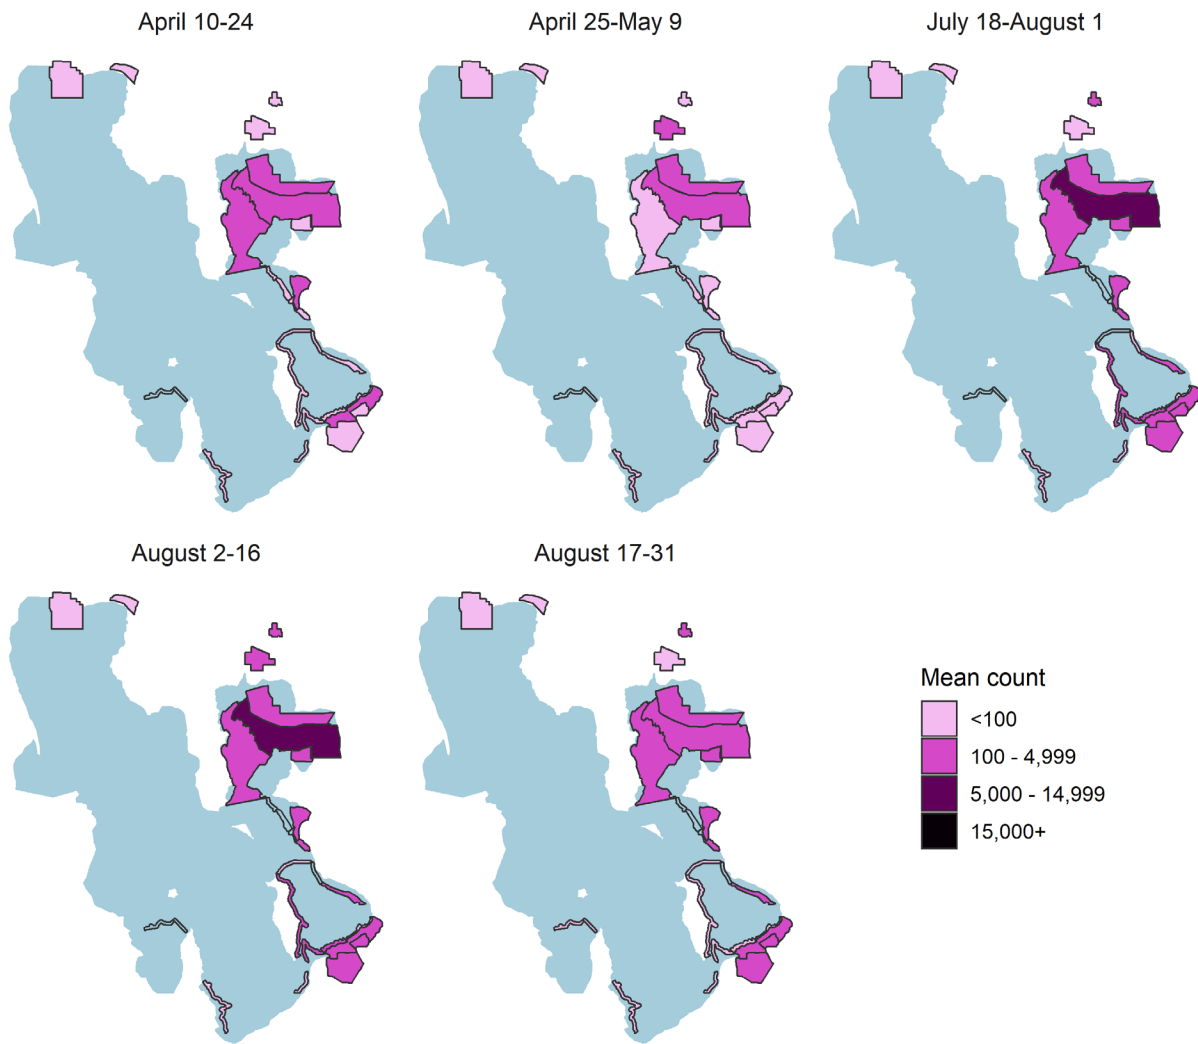 April 10-24
April 25-May 9
July 18-August 1
August 2-16
August 17-31
Mean count
<100
100 - 4,999
5,000 - 14,999
15,000+